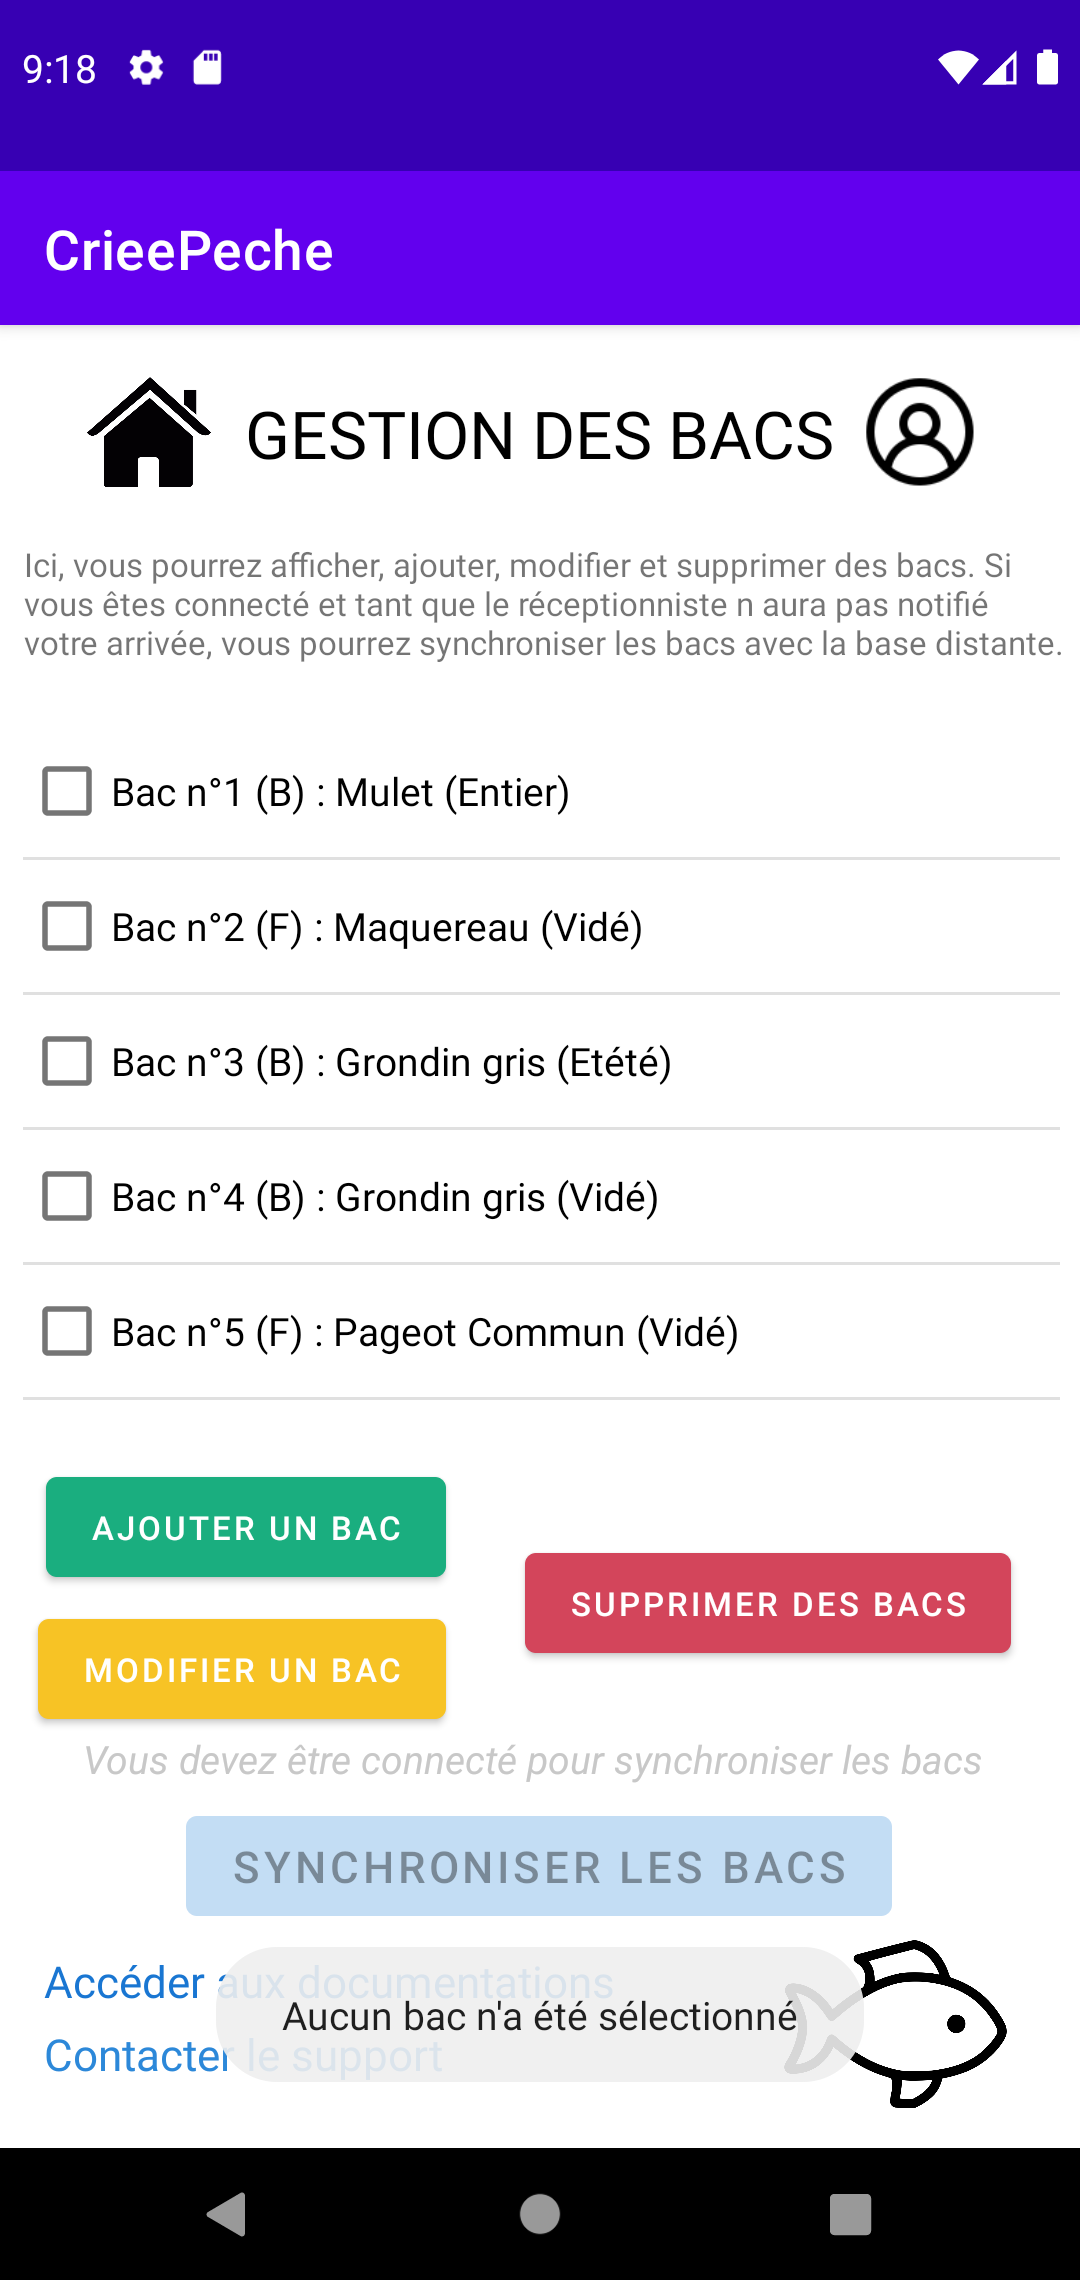 9:18
CrieePeche
GESTION DES BACS
Ici, vous pourrez afficher, ajouter, modifier et supprimer des bacs. Si
vous êtes connecté et tant que le réceptionniste n aura pas notifié
votre arrivée, vous pourrez synchroniser les bacs avec la base distante.
Bac n°1 (B) : Mulet (Entier)
Bac n°2 (F) : Maquereau (Vidé)
Bac n°3 (B) : Grondin gris (Etété)
Bac n°4 (B) : Grondin gris (Vidé)
Bac n°5 (F) : Pageot Commun (Vidé)
AJOUTER UN BAC
SUPPRIMER DES BACS
MODIFIER UN BAC
Vous devez être connecté pour synchroniser les bacs
SYNCHRONISER LES BACS
Accéder aux documentations
Aucun bac n'a été sélectionné
Contacter le support